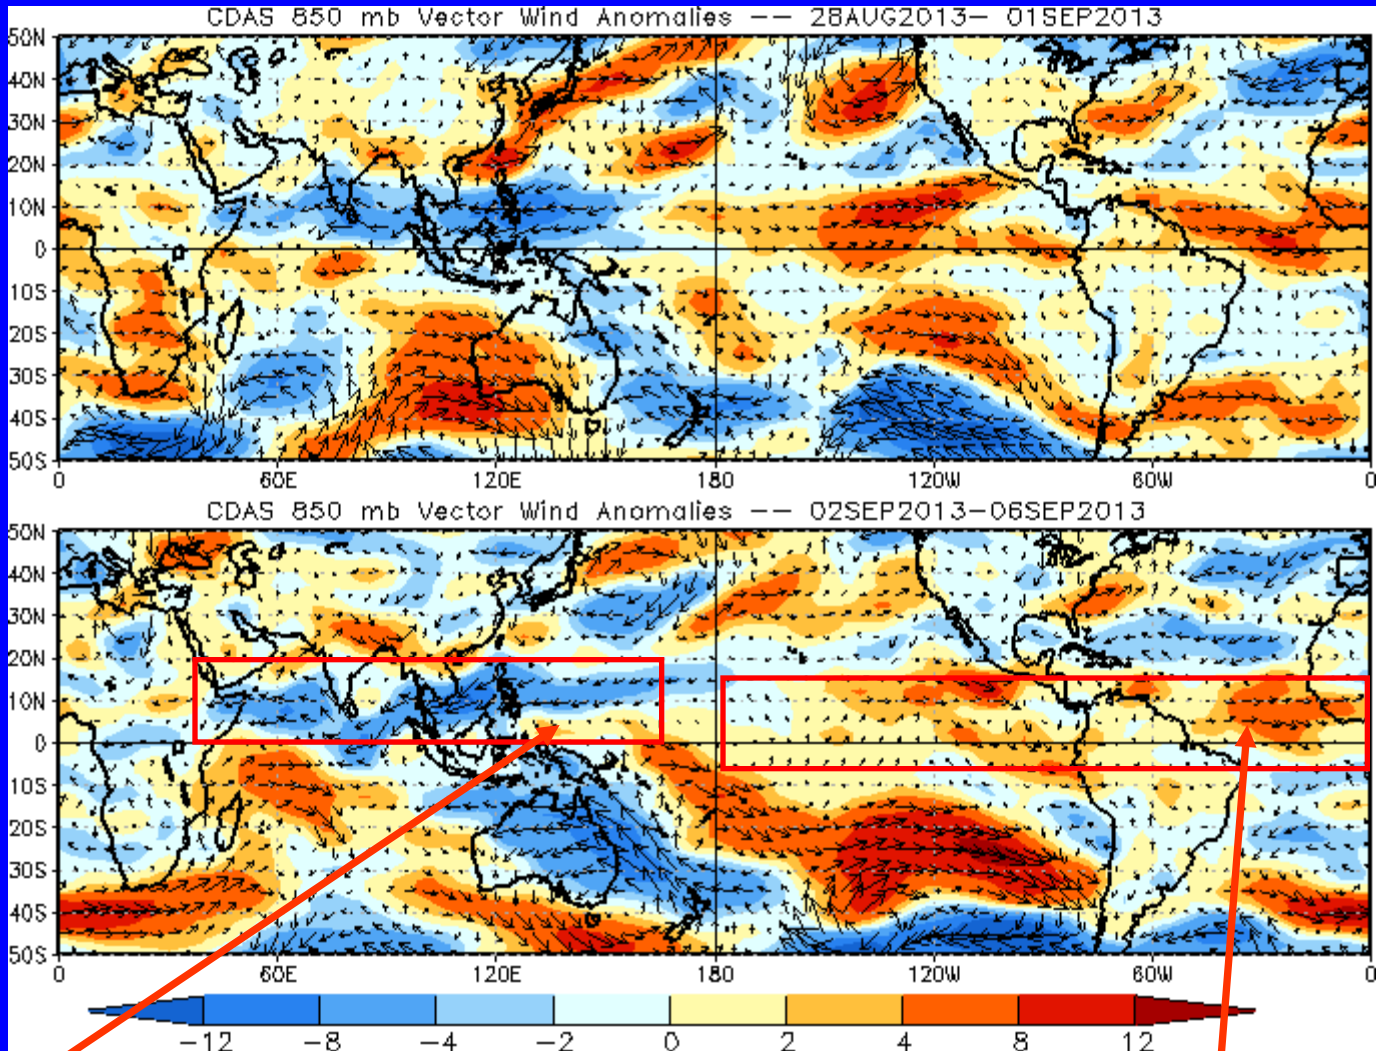 CDAS 850 mb Vector Wind Anomalies -- 28AUG2013- 01SEP2013
50N
40N
30N
20N
10N
0
10S
20S
30S
40S
50S
60E 120E 180 120W 60W 0
CDAS 850 mb Vector Wind Anomalies -- 02SEP2013-06SEP2013
50N
40N
30N
20N
10N
0
10S
20S
30S
40S
50S
0 60E 120E 180 120W 60W 0
-12 -8 -4 -2 0 2 4 8 12